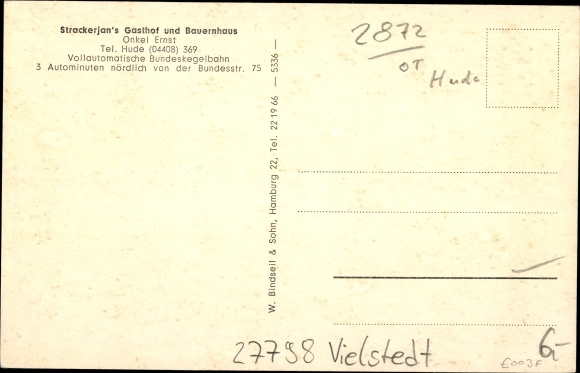 Strackerjan's Gasthof und Bauernhaus
Onkel Ernst
Tel. Hude (04408) 369
Vollautomatische Bundeskegelbahn
3 Autominuten nördlich von der Bundesstr. 75
W. Bindseil & Sohn, Hamburg 22, Tel. 22 19 66 — 5336 —
2872
OT
Hude
27798 Vielstedt
6,-